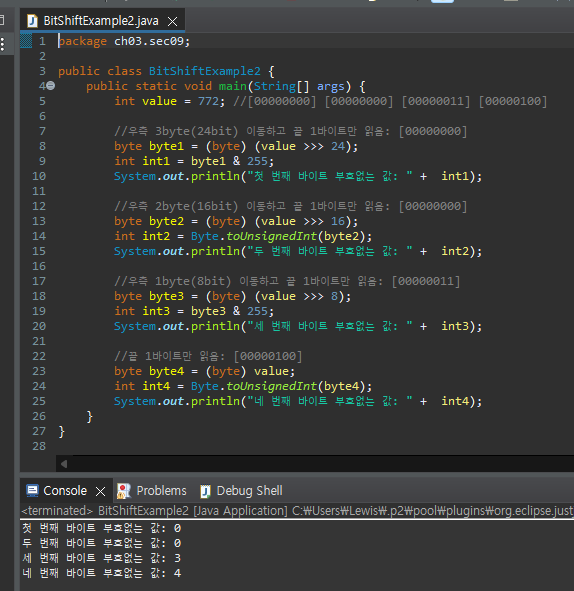 BitShiftExample2.java
1 package ch03.sec09;
2
3 public class BitShiftExample2 {
4 public static void main(String[] args) {
5 int value = 772; //[00000000] [00000000] [00000011] [00000100]
6
7 //우측 3byte(24bit) 이동하고 끝 1바이트만 읽음: [00000000]
8 byte byte1 = (byte) (value >>> 24);
9 int int1 = byte1 & 255;
10 System.out.println("첫 번째 바이트 부호없는 값: " + int1);
11
12 //우측 2byte(16bit) 이동하고 끝 1바이트만 읽음: [00000000]
13 byte byte2 = (byte) (value >>> 16);
14 int int2 = Byte.toUnsignedInt(byte2);
15 System.out.println("두 번째 바이트 부호없는 값: " + int2);
16
17 //우측 1byte(8bit) 이동하고 끝 1바이트만 읽음: [00000011]
18 byte byte3 = (byte) (value >>> 8);
19 int int3 = byte3 & 255;
20 System.out.println("세 번째 바이트 부호없는 값: " + int3);
21
22 //끝 1바이트만 읽음: [00000100]
23 byte byte4 = (byte) value;
24 int int4 = Byte.toUnsignedInt(byte4);
25 System.out.println("네 번째 바이트 부호없는 값: " + int4);
26 }
27 }
28
Console Problems Debug Shell
<terminated> BitShiftExample2 [Java Application] C:₩Users₩Lewis₩.p2₩pool₩plugins₩org.eclipse.just
첫 번째 바이트 부호없는 값: 0
두 번째 바이트 부호없는 값: 0
세 번째 바이트 부호없는 값: 3
네 번째 바이트 부호없는 값: 4